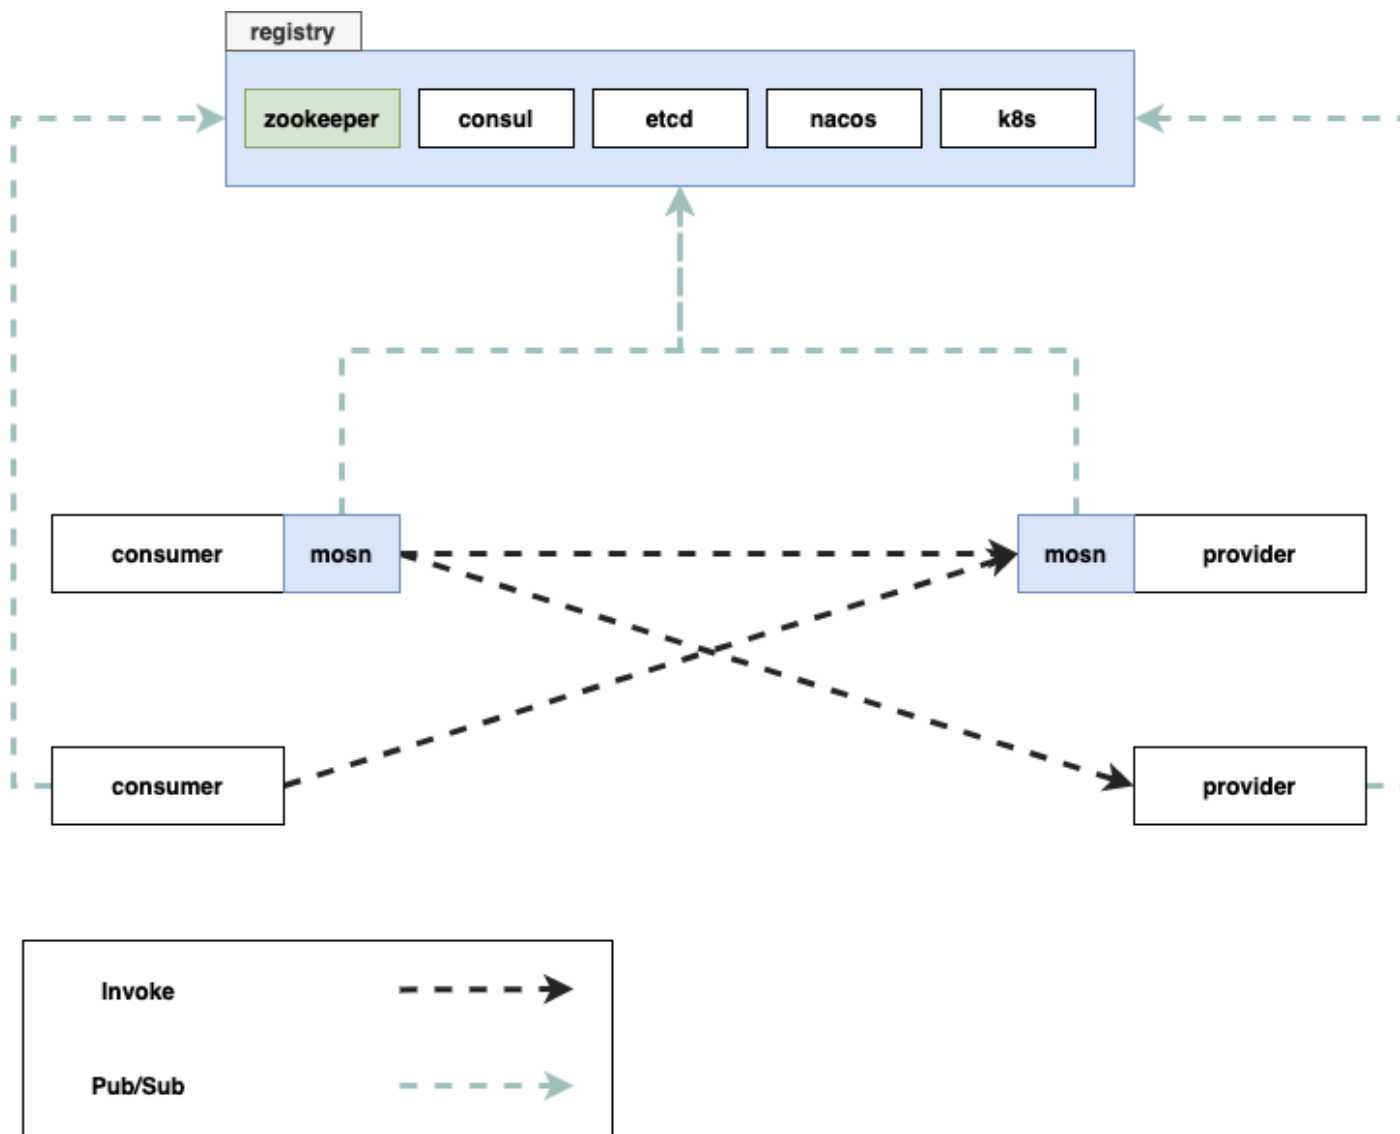 registry
zookeeper consul etcd nacos k8s
consumer mosn mosn provider
consumer provider
Invoke
Pub/Sub